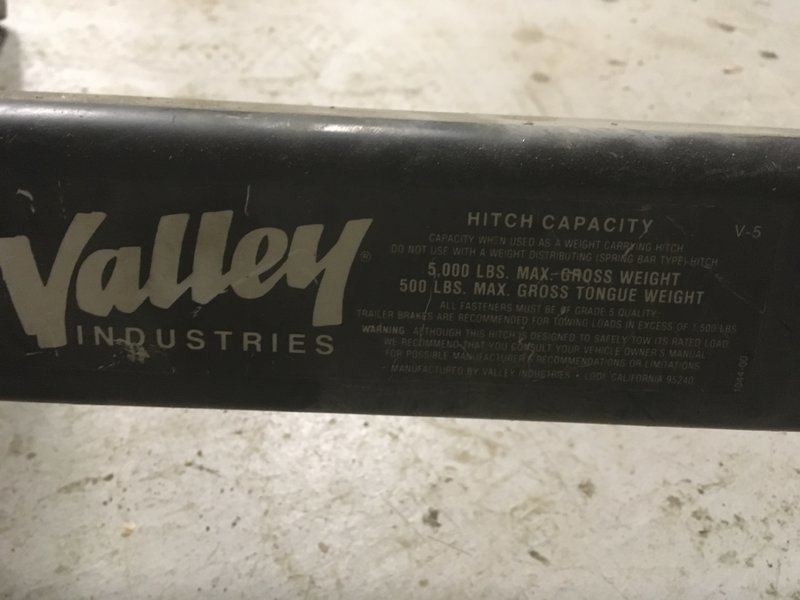 Valley®
INDUSTRIES
HITCH CAPACITY
V-5
CAPACITY WHEN USED AS A WEIGHT CARRYING HITCH
DO NOT USE WITH A WEIGHT DISTRIBUTING (SPRING BAR TYPE) HITCH
5,000 LBS. MAX. GROSS WEIGHT
500 LBS. MAX. GROSS TONGUE WEIGHT
ALL FASTENERS MUST BE OF GRADE 5 QUALITY.
TRAILER BRAKES ARE RECOMMENDED FOR TOWING LOADS IN EXCESS OF 1,500 LBS
WARNING: ALTHOUGH THIS HITCH IS DESIGNED TO SAFELY TOW ITS RATED LOAD
WE RECOMMEND THAT YOU CONSULT YOUR VEHICLE OWNER'S MANUAL
FOR POSSIBLE MANUFACTURER'S RECOMMENDATIONS OR LIMITATIONS
• MANUFACTURED BY VALLEY INDUSTRIES • LODI, CALIFORNIA 95240